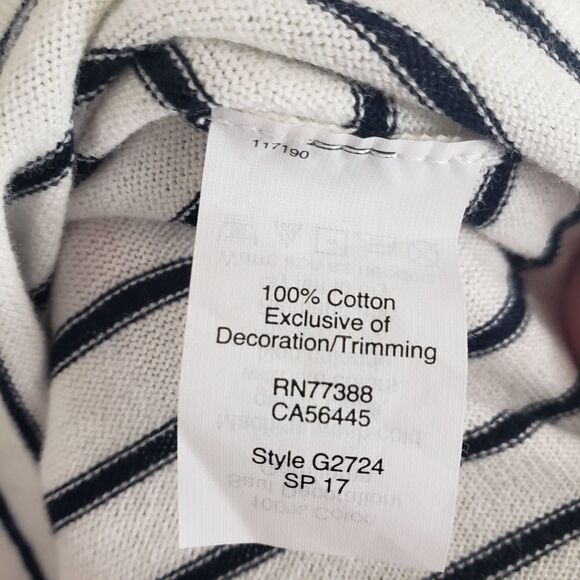 117190
100% Cotton
Exclusive of
Decoration/Trimming
RN77388
CA56445
Style G2724
SP 17